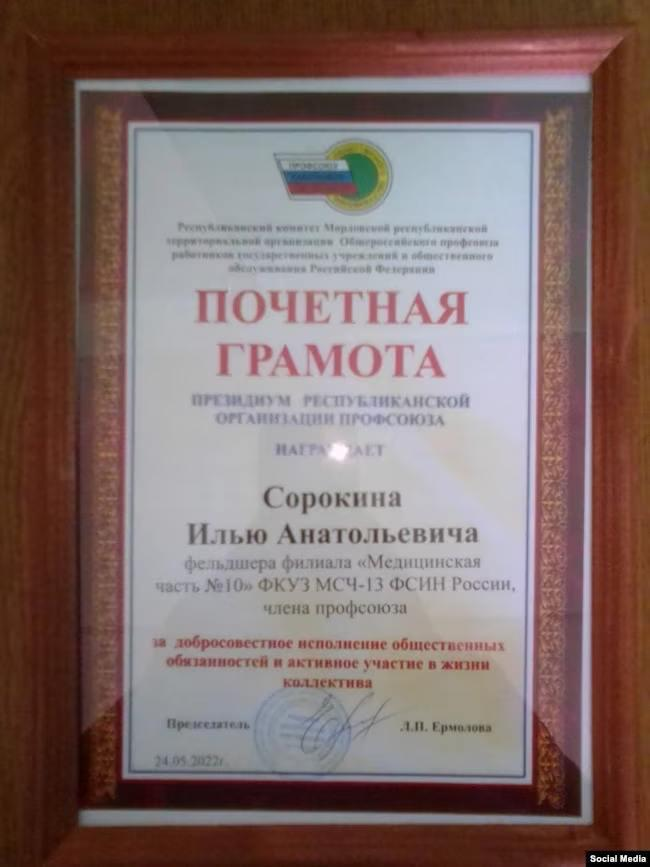 ПРОФСОЮЗ
Республиканский комитет Мордовской республиканской
территориальной организации Общероссийского профсоюза
работников государственных учреждений и общественного
обслуживания Российской Федерации
ПОЧЕТНАЯ
ГРАМОТА
ПРЕЗИДИУМ РЕСПУБЛИКАНСКОЙ
ОРГАНИЗАЦИИ ПРОФСОЮЗА
НАГРАЖДАЕТ
Сорокина
Илью Анатольевича
фельдшера филиала «Медицинская
часть №10» ФКУЗ МСЧ-13 ФСИН России,
члена профсоюза
за добросовестное исполнение общественных
обязанностей и активное участие в жизни
коллектива
Председатель Л.П. Ермолова
24.05.2022г.
Social Media